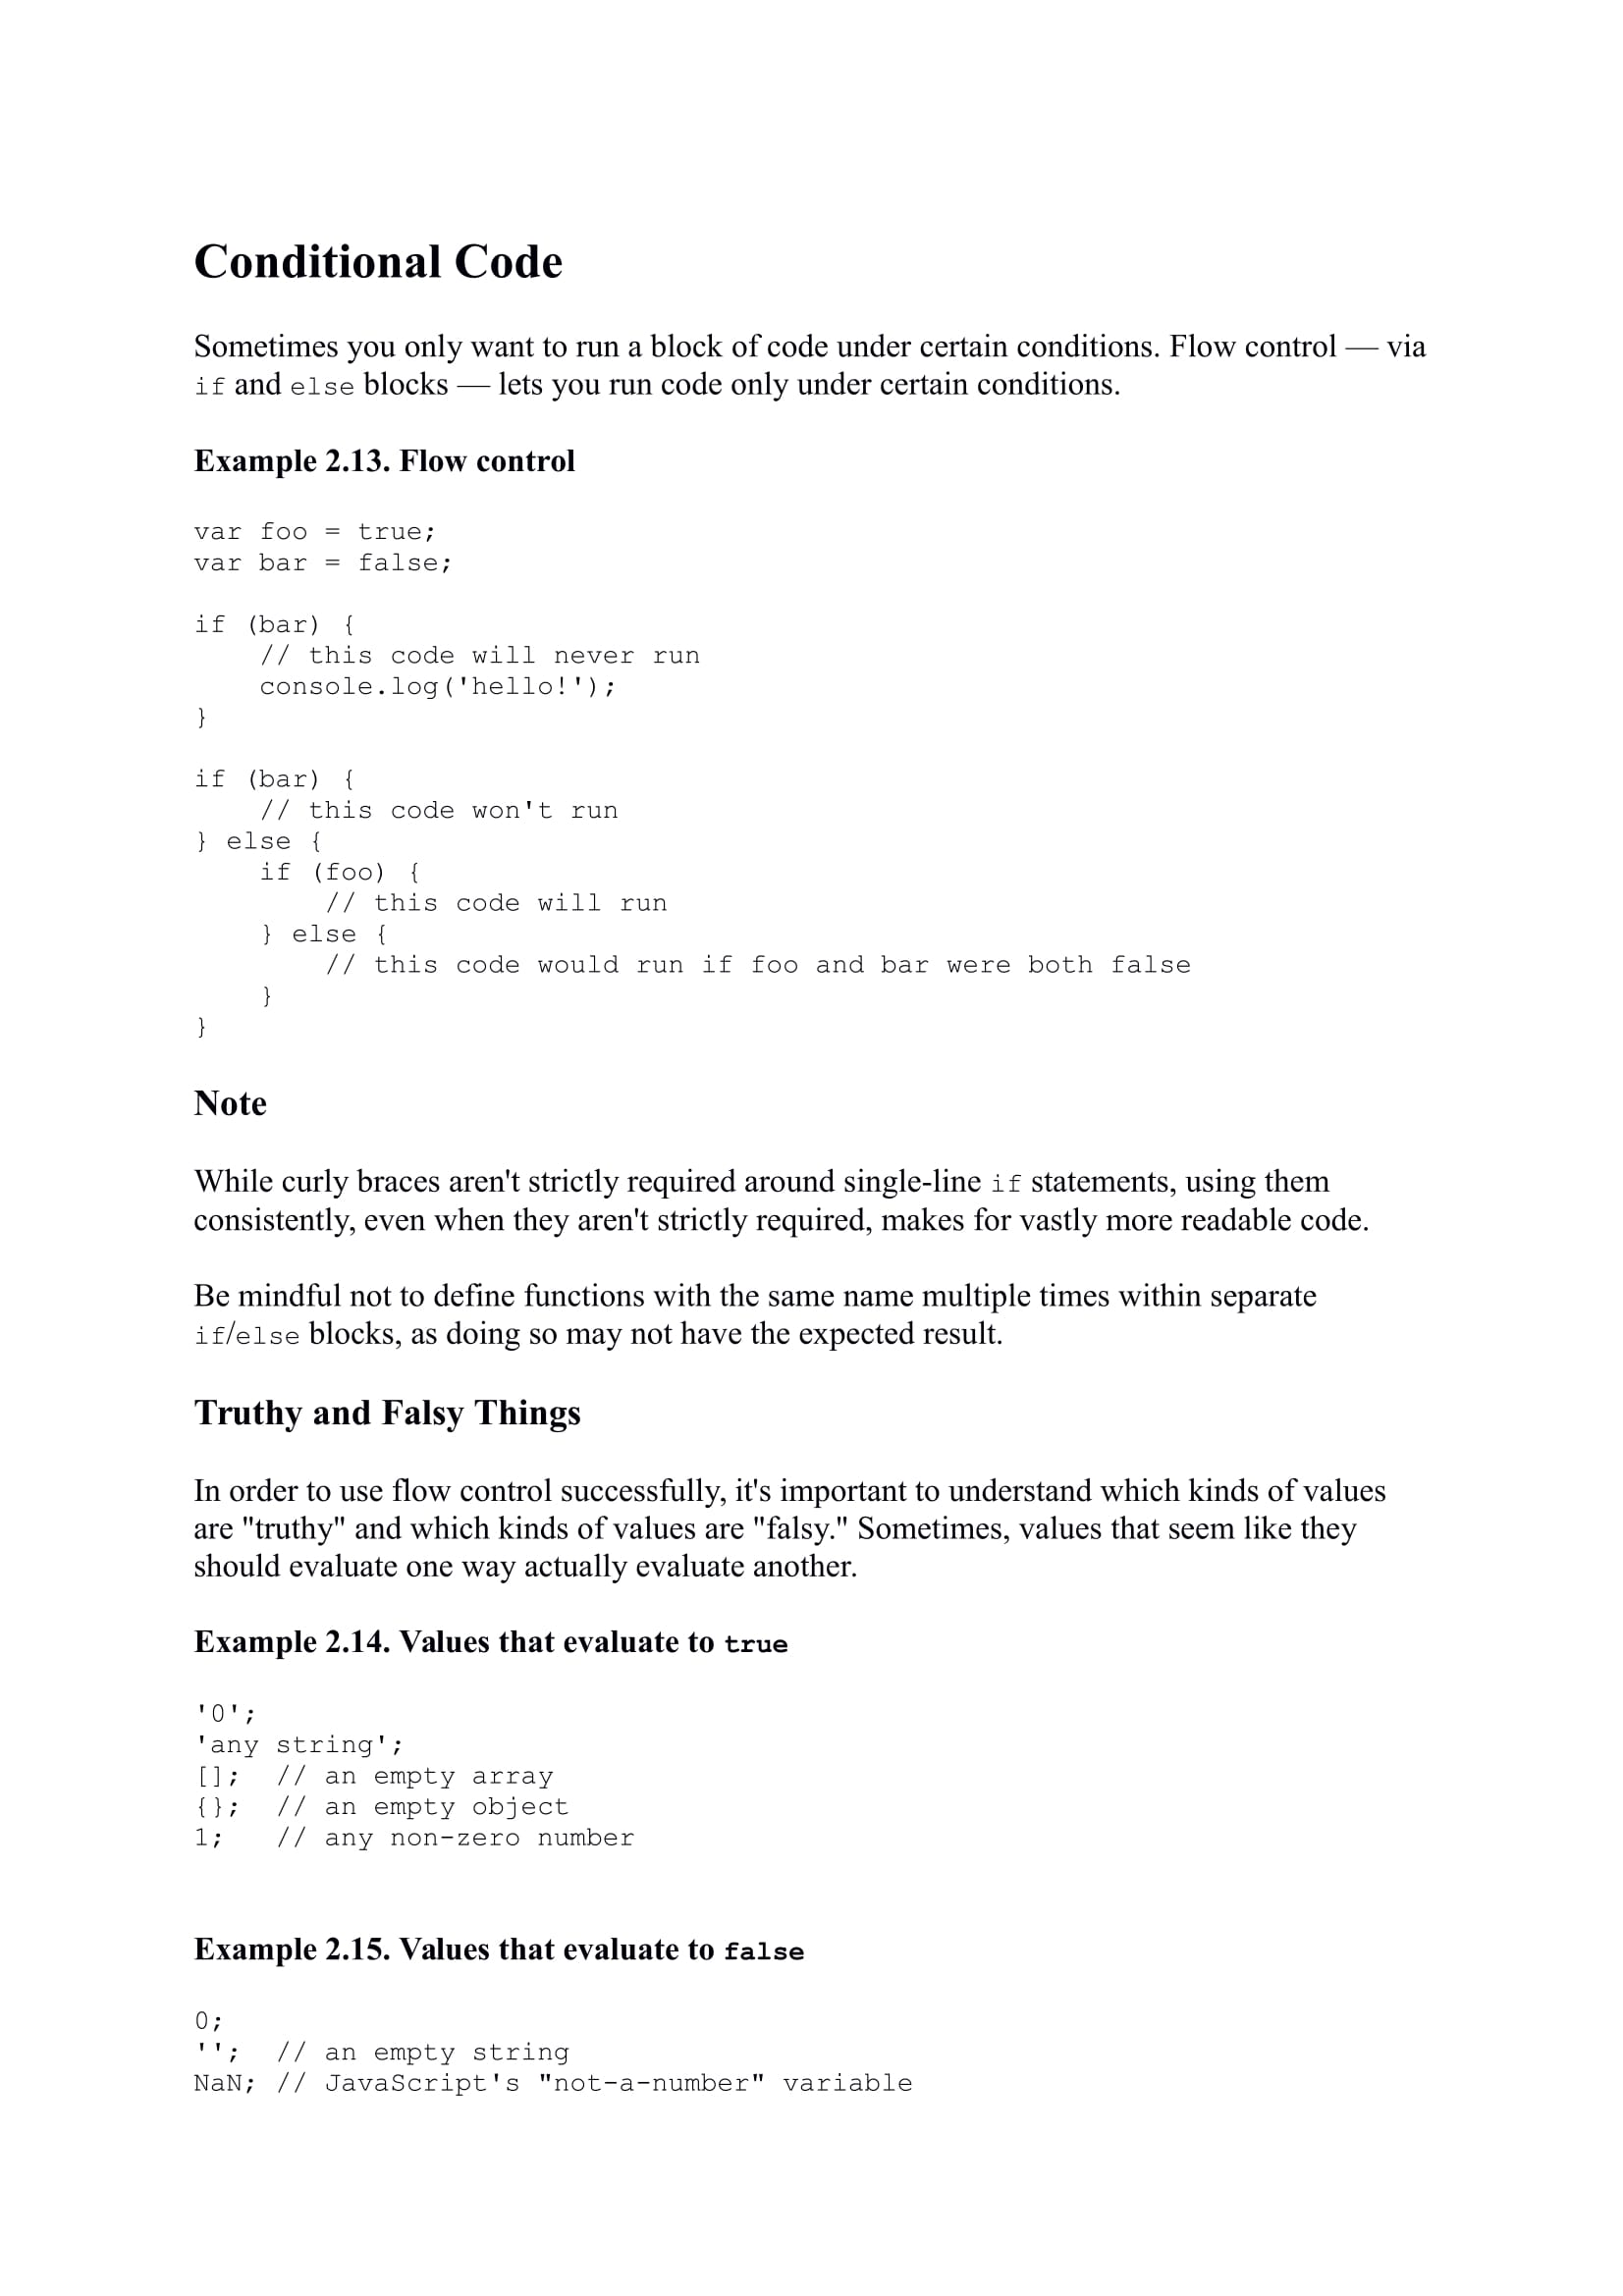 Conditional Code
Sometimes you only want to run a block of code under certain conditions. Flow control — via
if and else blocks — lets you run code only under certain conditions.
Example 2.13. Flow control
var foo = true;
var bar = false;
if (bar) {
    // this code will never run
    console.log('hello!');
}
if (bar) {
    // this code won't run
} else {
    if (foo) {
        // this code will run
    } else {
        // this code would run if foo and bar were both false
    }
}
Note
While curly braces aren't strictly required around single-line if statements, using them
consistently, even when they aren't strictly required, makes for vastly more readable code.
Be mindful not to define functions with the same name multiple times within separate
if/else blocks, as doing so may not have the expected result.
Truthy and Falsy Things
In order to use flow control successfully, it's important to understand which kinds of values
are "truthy" and which kinds of values are "falsy." Sometimes, values that seem like they
should evaluate one way actually evaluate another.
Example 2.14. Values that evaluate to true
'0';
'any string';
[];  // an empty array
{};  // an empty object
1;   // any non-zero number
Example 2.15. Values that evaluate to false
0;
'';  // an empty string
NaN; // JavaScript's "not-a-number" variable